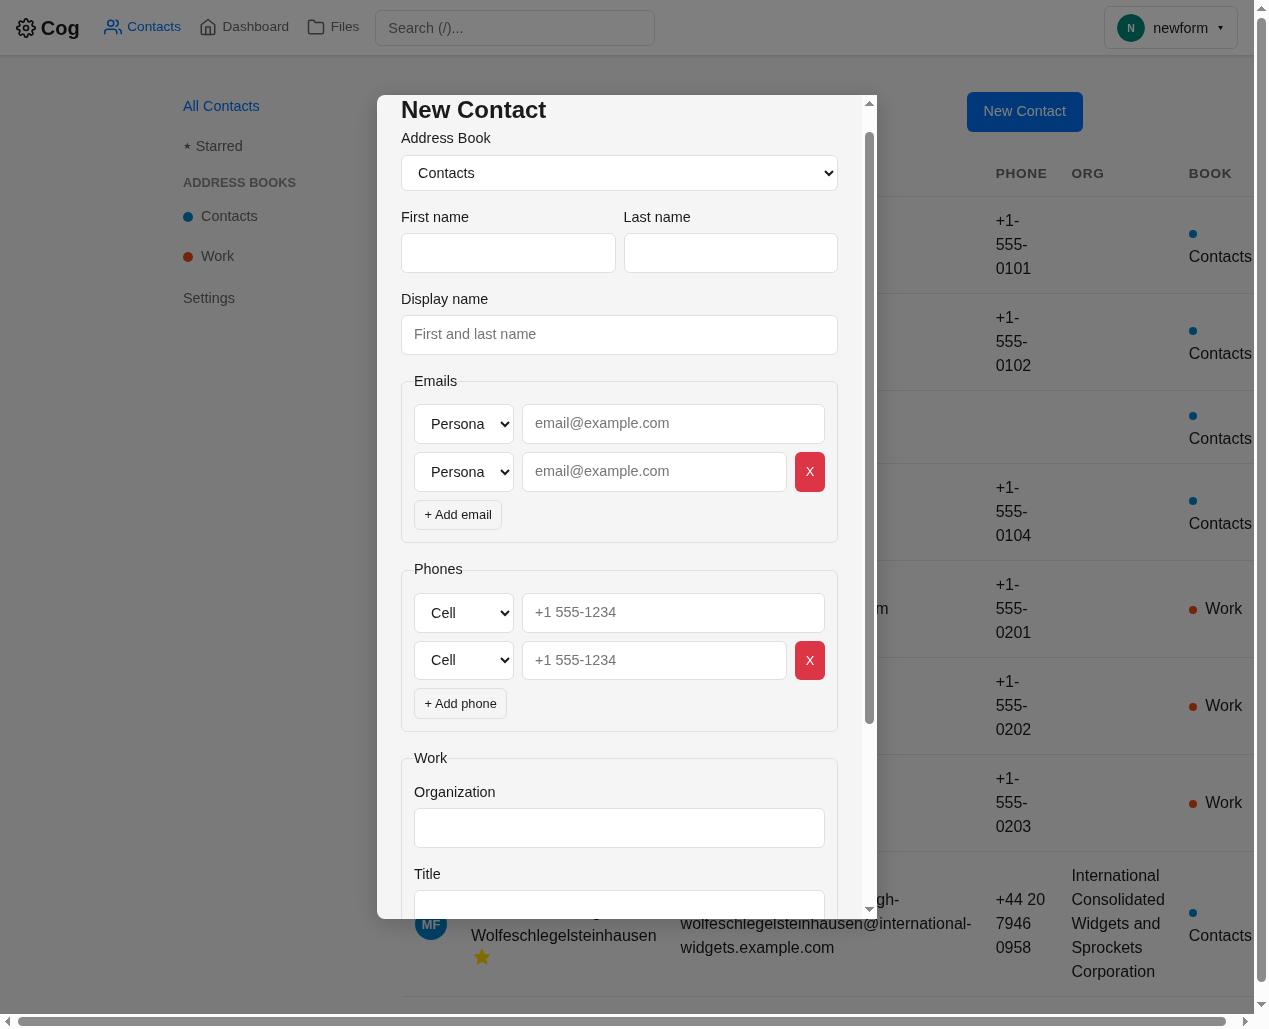 Cog
Contacts
Dashboard
Files
Search (/)...
N
newform
All Contacts
★ Starred
ADDRESS BOOKS
Contacts
Work
Settings
New Contact
New Contact
Address Book
Contacts
First name
Last name
Display name
First and last name
Emails
Persona
email@example.com
Persona
email@example.com
X
+ Add email
Phones
Cell
+1 555-1234
Cell
+1 555-1234
X
+ Add phone
Work
Organization
Title
PHONE
ORG
BOOK
+1-
555-
0101
Contacts
+1-
555-
0102
Contacts
Contacts
+1-
555-
0104
Contacts
m
+1-
555-
0201
Work
+1-
555-
0202
Work
+1-
555-
0203
Work
MF
Wolfeschlegelsteinhausen
gh-
wolfeschlegelsteinhausen@international-
widgets.example.com
+44 20
7946
0958
International
Consolidated
Widgets and
Sprockets
Corporation
Contacts